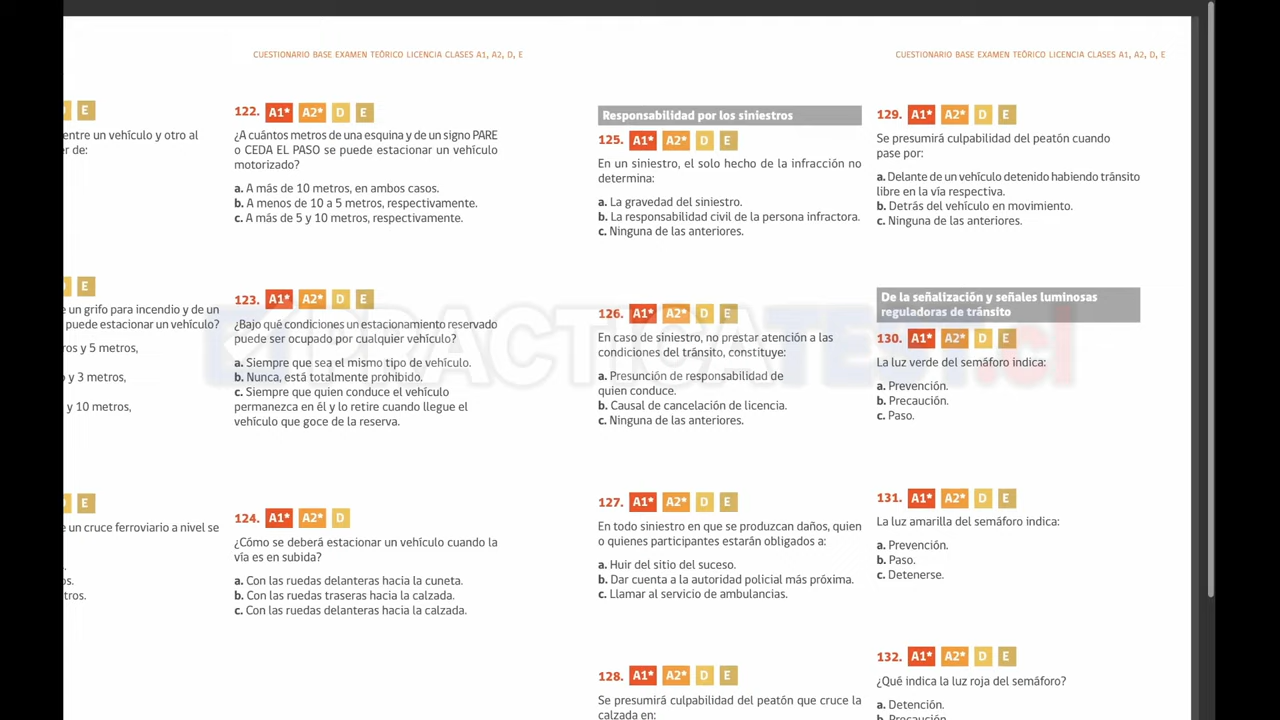 CUESTIONARIO BASE EXAMEN TEÓRICO LICENCIA CLASES A1, A2, D, E
E
entre un vehículo y otro al
r de:
E
e un grifo para incendio y de un
puede estacionar un vehículo?
ros y 5 metros,
y 3 metros,
y 10 metros,
E
e un cruce ferroviario a nivel se
os.
tros.
122. A1* A2* D E
¿A cuántos metros de una esquina y de un signo PARE
o CEDA EL PASO se puede estacionar un vehículo
motorizado?
a. A más de 10 metros, en ambos casos.
b. A menos de 10 a 5 metros, respectivamente.
c. A más de 5 y 10 metros, respectivamente.
123. A1* A2* D E
¿Bajo qué condiciones un estacionamiento reservado
puede ser ocupado por cualquier vehículo?
a. Siempre que sea el mismo tipo de vehículo.
b. Nunca, está totalmente prohibido.
c. Siempre que quien conduce el vehículo
permanezca en él y lo retire cuando llegue el
vehículo que goce de la reserva.
124. A1* A2* D
¿Cómo se deberá estacionar un vehículo cuando la
vía es en subida?
a. Con las ruedas delanteras hacia la cuneta.
b. Con las ruedas traseras hacia la calzada.
c. Con las ruedas delanteras hacia la calzada.
CUESTIONARIO BASE EXAMEN TEÓRICO LICENCIA CLASES A1, A2, D, E
Responsabilidad por los siniestros
125. A1* A2* D E
En un siniestro, el solo hecho de la infracción no
determina:
a. La gravedad del siniestro.
b. La responsabilidad civil de la persona infractora.
c. Ninguna de las anteriores.
126. A1* A2* D E
En caso de siniestro, no prestar atención a las
condiciones del tránsito, constituye:
a. Presunción de responsabilidad de
quien conduce.
b. Causal de cancelación de licencia.
c. Ninguna de las anteriores.
127. A1* A2* D E
En todo siniestro en que se produzcan daños, quien
o quienes participantes estarán obligados a:
a. Huir del sitio del suceso.
b. Dar cuenta a la autoridad policial más próxima.
c. Llamar al servicio de ambulancias.
128. A1* A2* D E
Se presumirá culpabilidad del peatón que cruce la
calzada en:
129. A1* A2* D E
Se presumirá culpabilidad del peatón cuando
pase por:
a. Delante de un vehículo detenido habiendo tránsito
libre en la vía respectiva.
b. Detrás del vehículo en movimiento.
c. Ninguna de las anteriores.
De la señalización y señales luminosas
reguladoras de tránsito
130. A1* A2* D E
La luz verde del semáforo indica:
a. Prevención.
b. Precaución.
c. Paso.
131. A1* A2* D E
La luz amarilla del semáforo indica:
a. Prevención.
b. Paso.
c. Detenerse.
132. A1* A2* D E
¿Qué indica la luz roja del semáforo?
a. Detención.
b. Precaución.